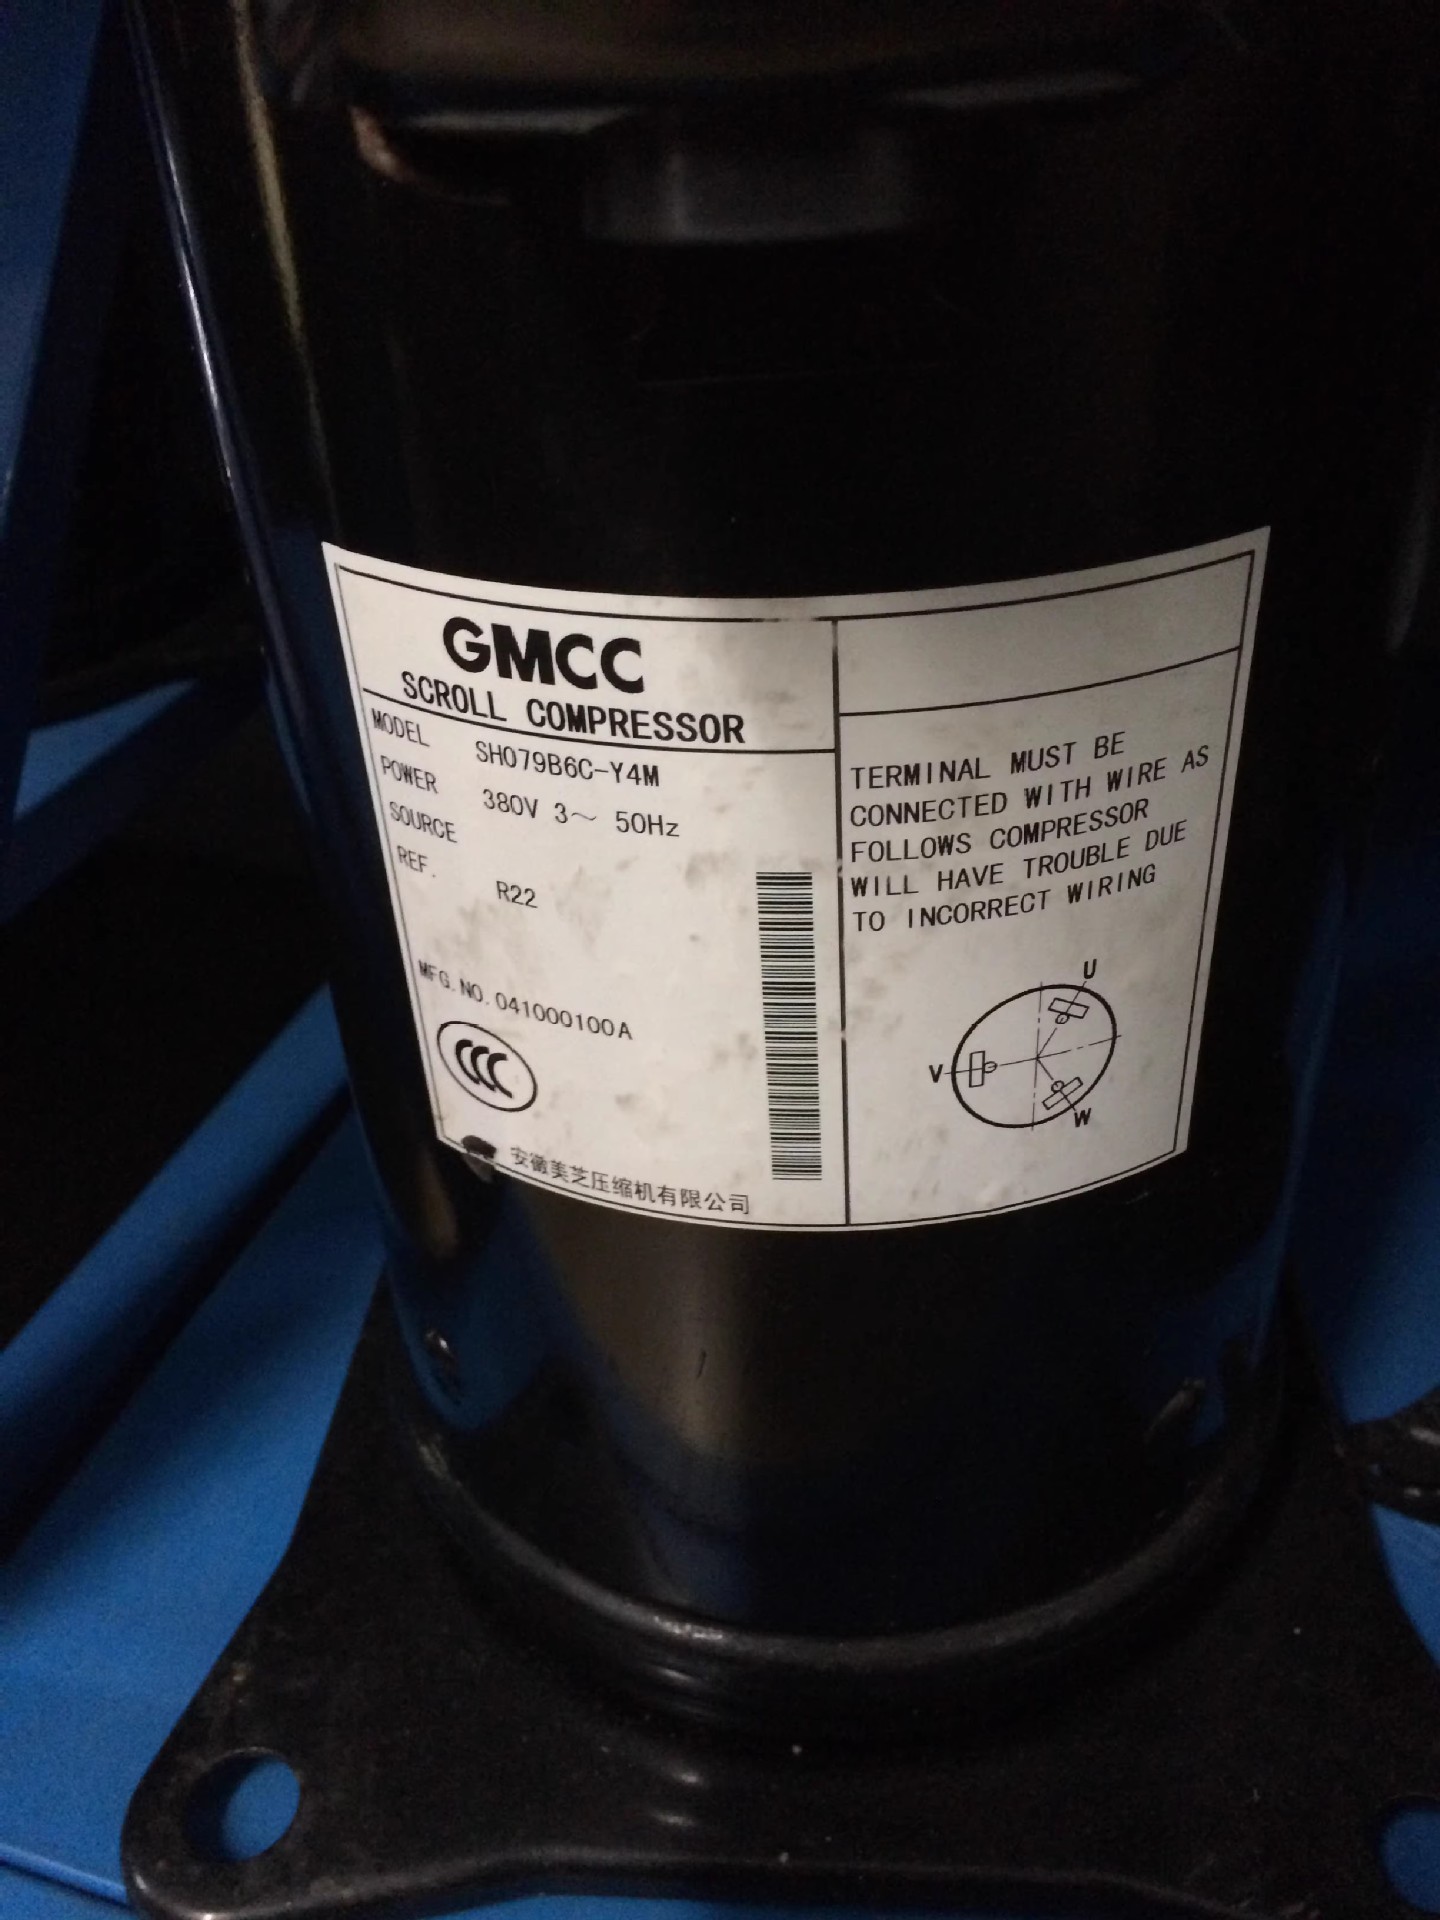 GMCC
SCROLL COMPRESSOR
MODEL SH079B6C-Y4M
POWER 380V 3~ 50Hz
SOURCE
REF. R22
MFG.NO. 041000100A
CCC
安徽美芝压缩机有限公司
TERMINAL MUST BE
CONNECTED WITH WIRE AS
FOLLOWS COMPRESSOR
WILL HAVE TROUBLE DUE
TO INCORRECT WIRING
U
V
W